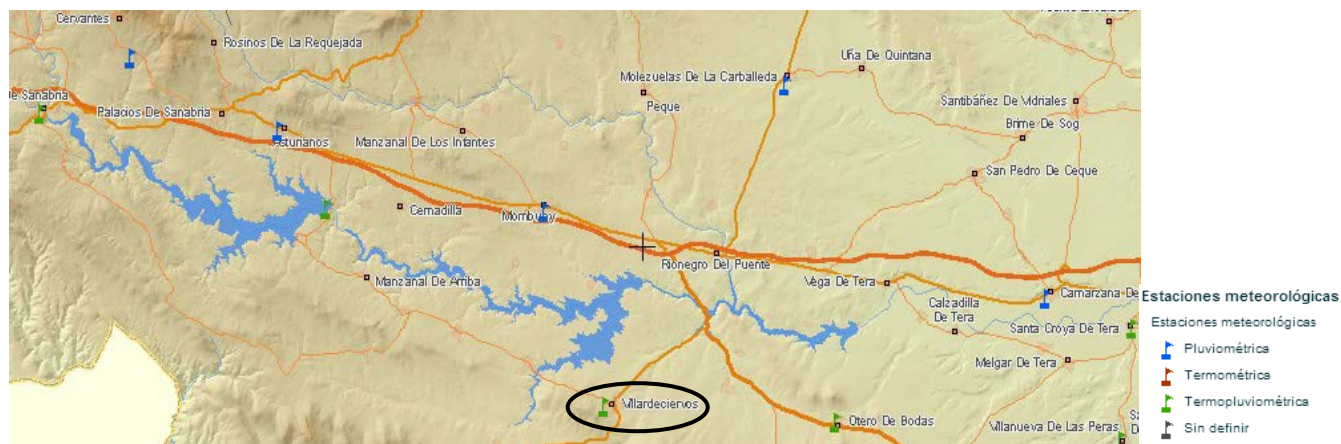 Cervantes
Rosinos De La Requejada
De Sanabria
Palacios De Sanabria
Asturianos
Manzanal De Los Infantes
Molezuelas De La Carballeda
Peque
Uña De Quintana
Santibáñez De Vidriales
Brime De Sog
San Pedro De Ceque
Cernadilla
Mombuey
Rionegro Del Puente
Manzanal De Arriba
Vega De Tera
Calzadilla
De Tera
Camarzana De
Santa Croya De Tera
Melgar De Tera
Villardeciervos
Otero De Bodas
Villanueva De Las Peras
Estaciones meteorológicas
Estaciones meteorológicas
Pluviométrica
Termométrica
Termopluviométrica
Sin definir